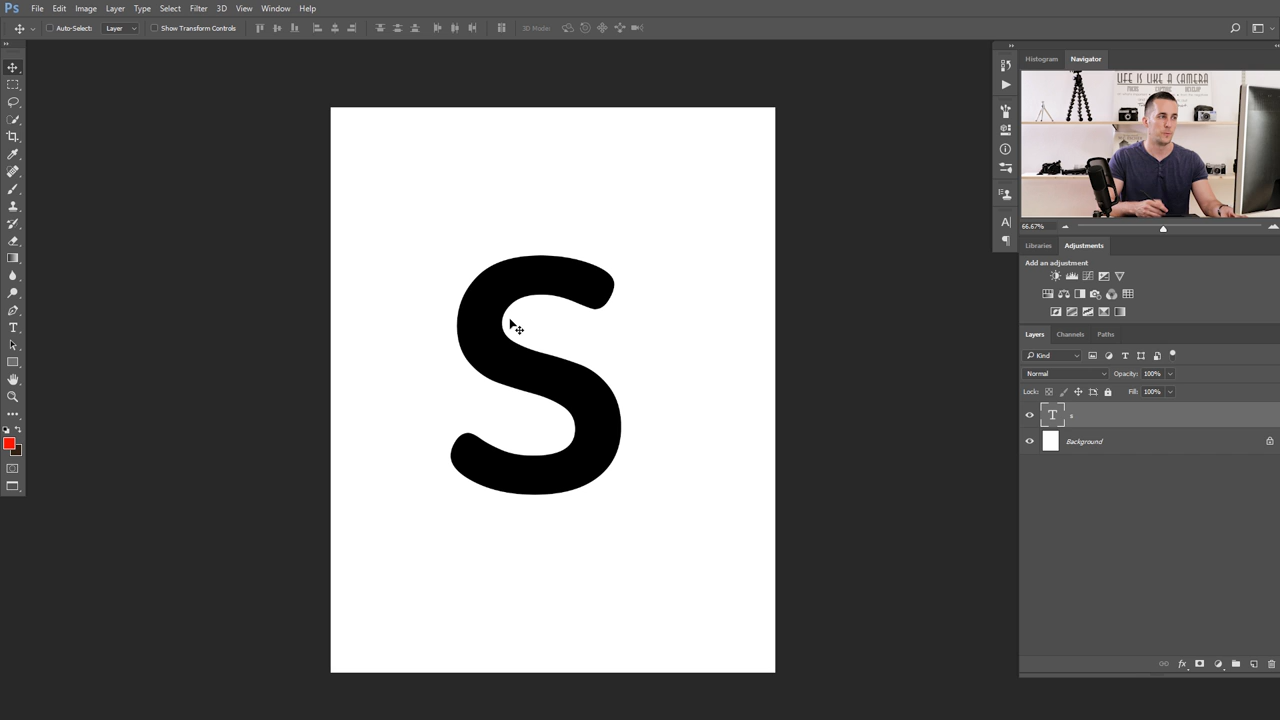 Ps File Edit Image Layer Type Select Filter 3D View Window Help
Auto-Select: Layer Show Transform Controls 3D Mode:
Histogram Navigator
LIFE IS LIKE A CAMERA
66.67%
Libraries Adjustments
Add an adjustment
Layers Channels Paths
Kind
Normal Opacity: 100%
Lock: Fill: 100%
T s
Background
S